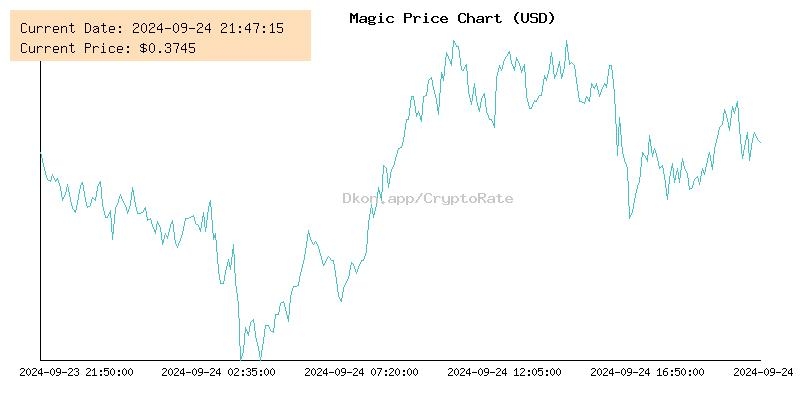 Magic Price Chart (USD)
Current Date: 2024-09-24 21:47:15
Current Price: $0.3745
Dkon.app/CryptoRate
2024-09-23 21:50:00
2024-09-24 02:35:00
2024-09-24 07:20:00
2024-09-24 12:05:00
2024-09-24 16:50:00
2024-09-24